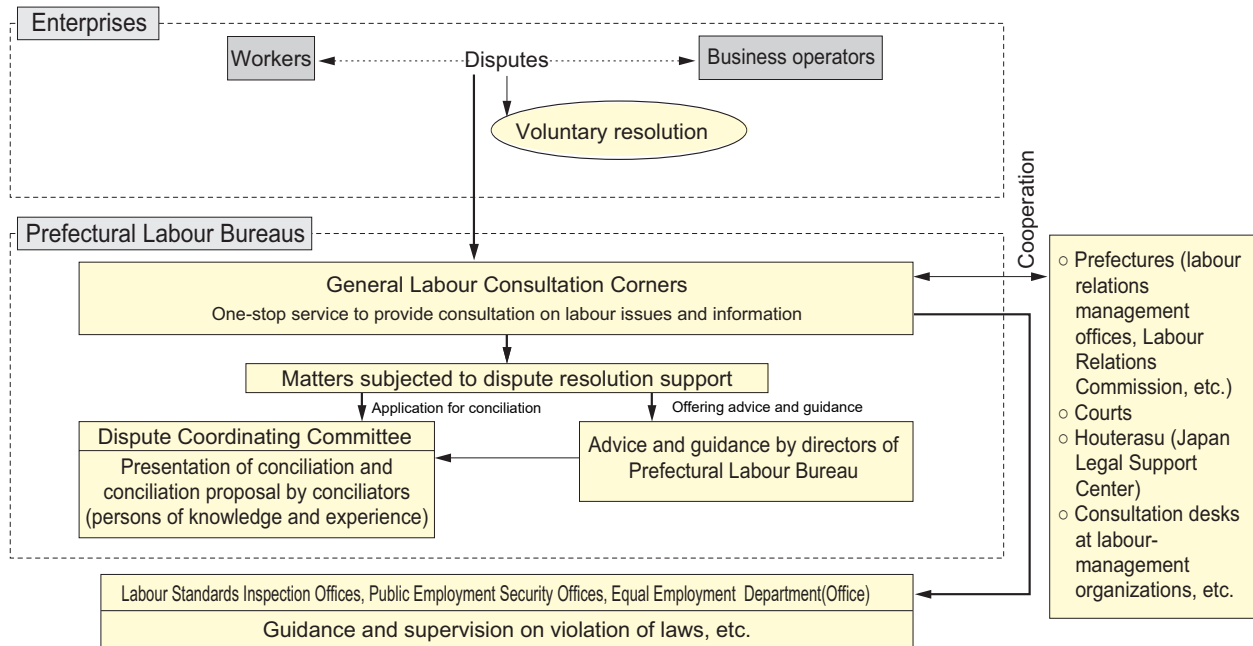 Enterprises
Workers
Disputes
Business operators
Voluntary resolution
Cooperation
Prefectural Labour Bureaus
General Labour Consultation Corners
One-stop service to provide consultation on labour issues and information
Matters subjected to dispute resolution support
Application for conciliation
Offering advice and guidance
Dispute Coordinating Committee
Presentation of conciliation and
conciliation proposal by conciliators
(persons of knowledge and experience)
Advice and guidance by directors of
Prefectural Labour Bureau
○ Prefectures (labour
relations
management
offices, Labour
Relations
Commission, etc.)
○ Courts
○ Houterasu (Japan
Legal Support
Center)
○ Consultation desks
at labour-
management
organizations, etc.
Labour Standards Inspection Offices, Public Employment Security Offices, Equal Employment Department(Office)
Guidance and supervision on violation of laws, etc.